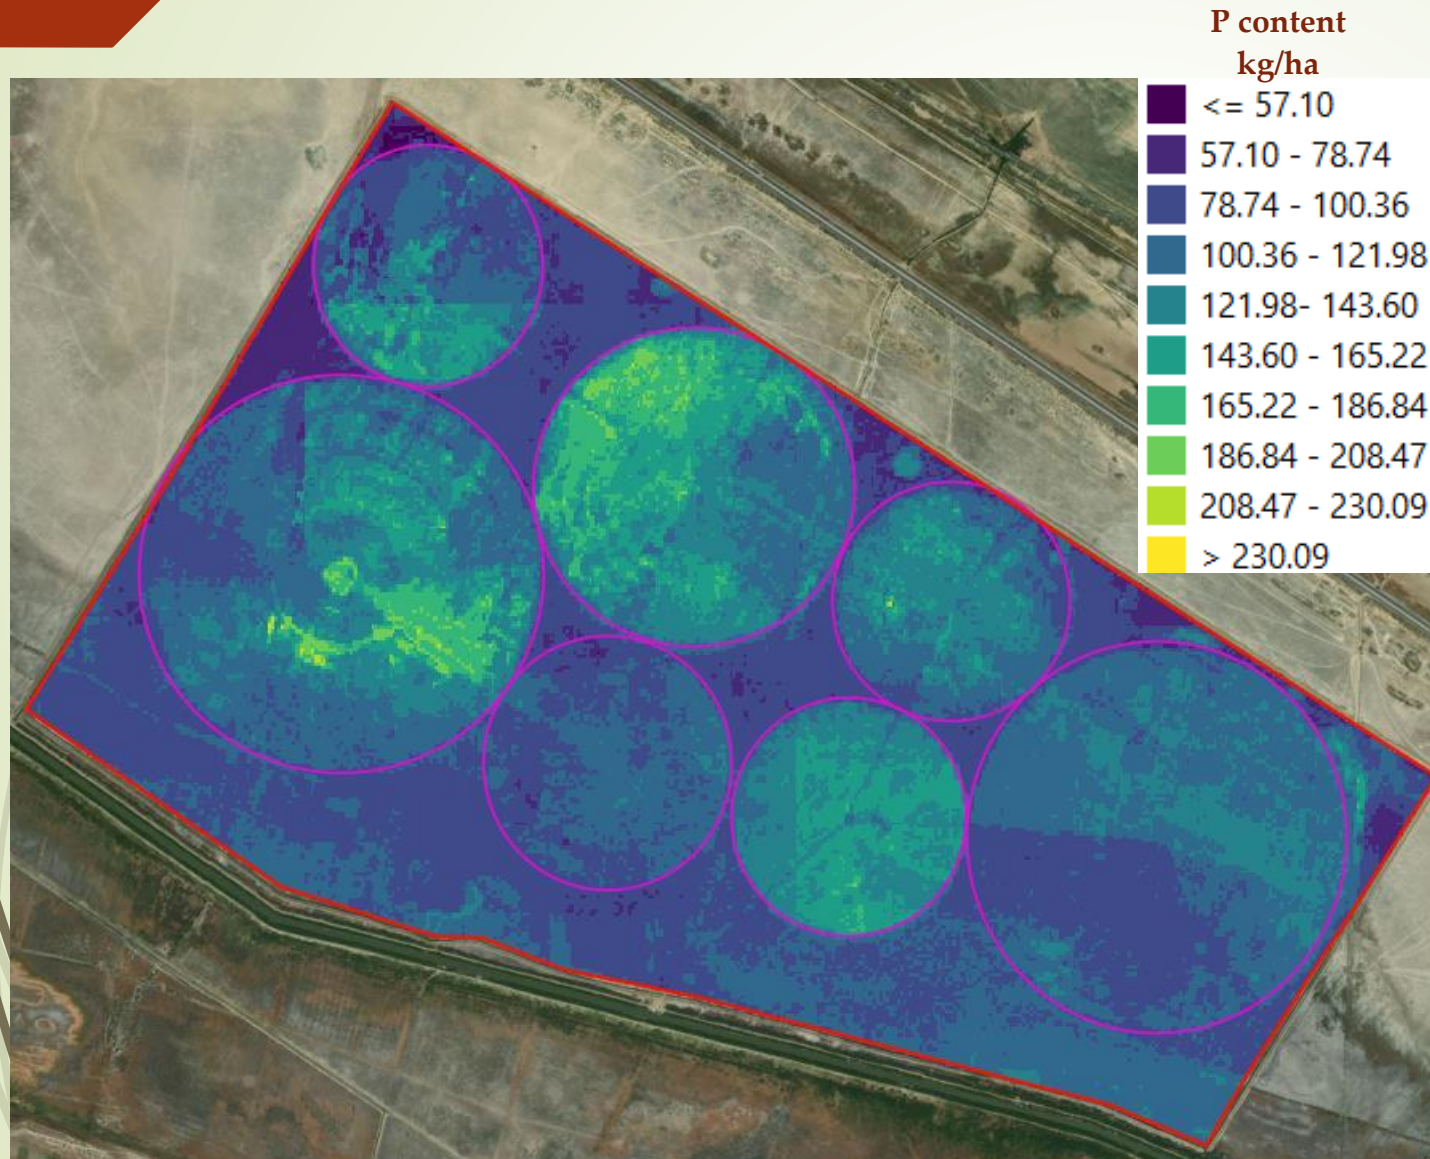 P content
kg/ha
<= 57.10
57.10 - 78.74
78.74 - 100.36
100.36 - 121.98
121.98- 143.60
143.60 - 165.22
165.22 - 186.84
186.84 - 208.47
208.47 - 230.09
> 230.09